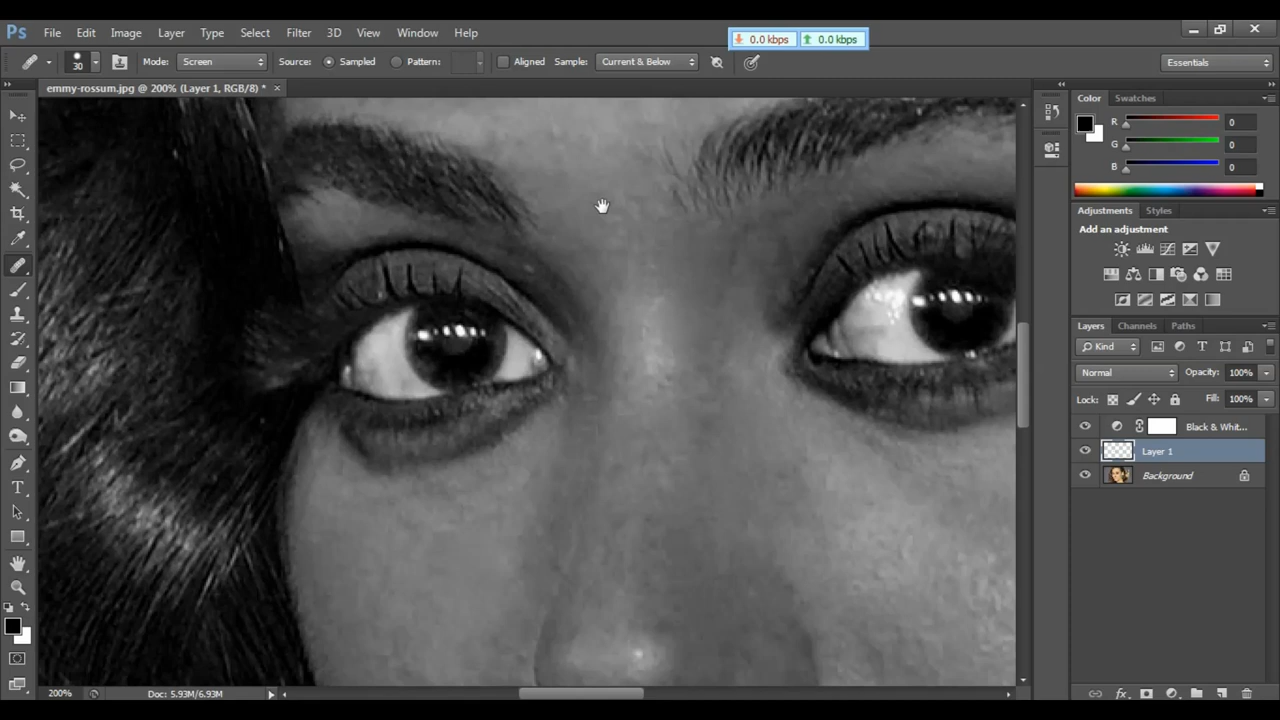 0.0 kbps 0.0 kbps
Ps File Edit Image Layer Type Select Filter 3D View Window Help
30 Mode: Screen Source: Sampled Pattern: Aligned Sample: Current & Below Essentials
emmy-rossum.jpg @ 200% (Layer 1, RGB/8) * ×
Color Swatches
R 0
G 0
B 0
Adjustments Styles
Add an adjustment
Layers Channels Paths
Kind
Normal Opacity: 100%
Lock: Fill: 100%
Black & Whit...
Layer 1
Background
T
200% Doc: 5.93M/6.93M
fx